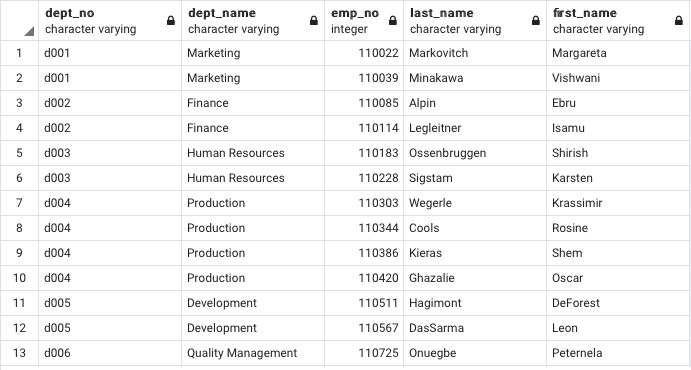 dept_no dept_name emp_no last_name first_name
character varying character varying integer character varying character varying
1 d001 Marketing 110022 Markovitch Margareta
2 d001 Marketing 110039 Minakawa Vishwani
3 d002 Finance 110085 Alpin Ebru
4 d002 Finance 110114 Legleitner Isamu
5 d003 Human Resources 110183 Ossenbruggen Shirish
6 d003 Human Resources 110228 Sigstam Karsten
7 d004 Production 110303 Wegerle Krassimir
8 d004 Production 110344 Cools Rosine
9 d004 Production 110386 Kieras Shem
10 d004 Production 110420 Ghazalie Oscar
11 d005 Development 110511 Hagimont DeForest
12 d005 Development 110567 DasSarma Leon
13 d006 Quality Management 110725 Onuegbe Peternela